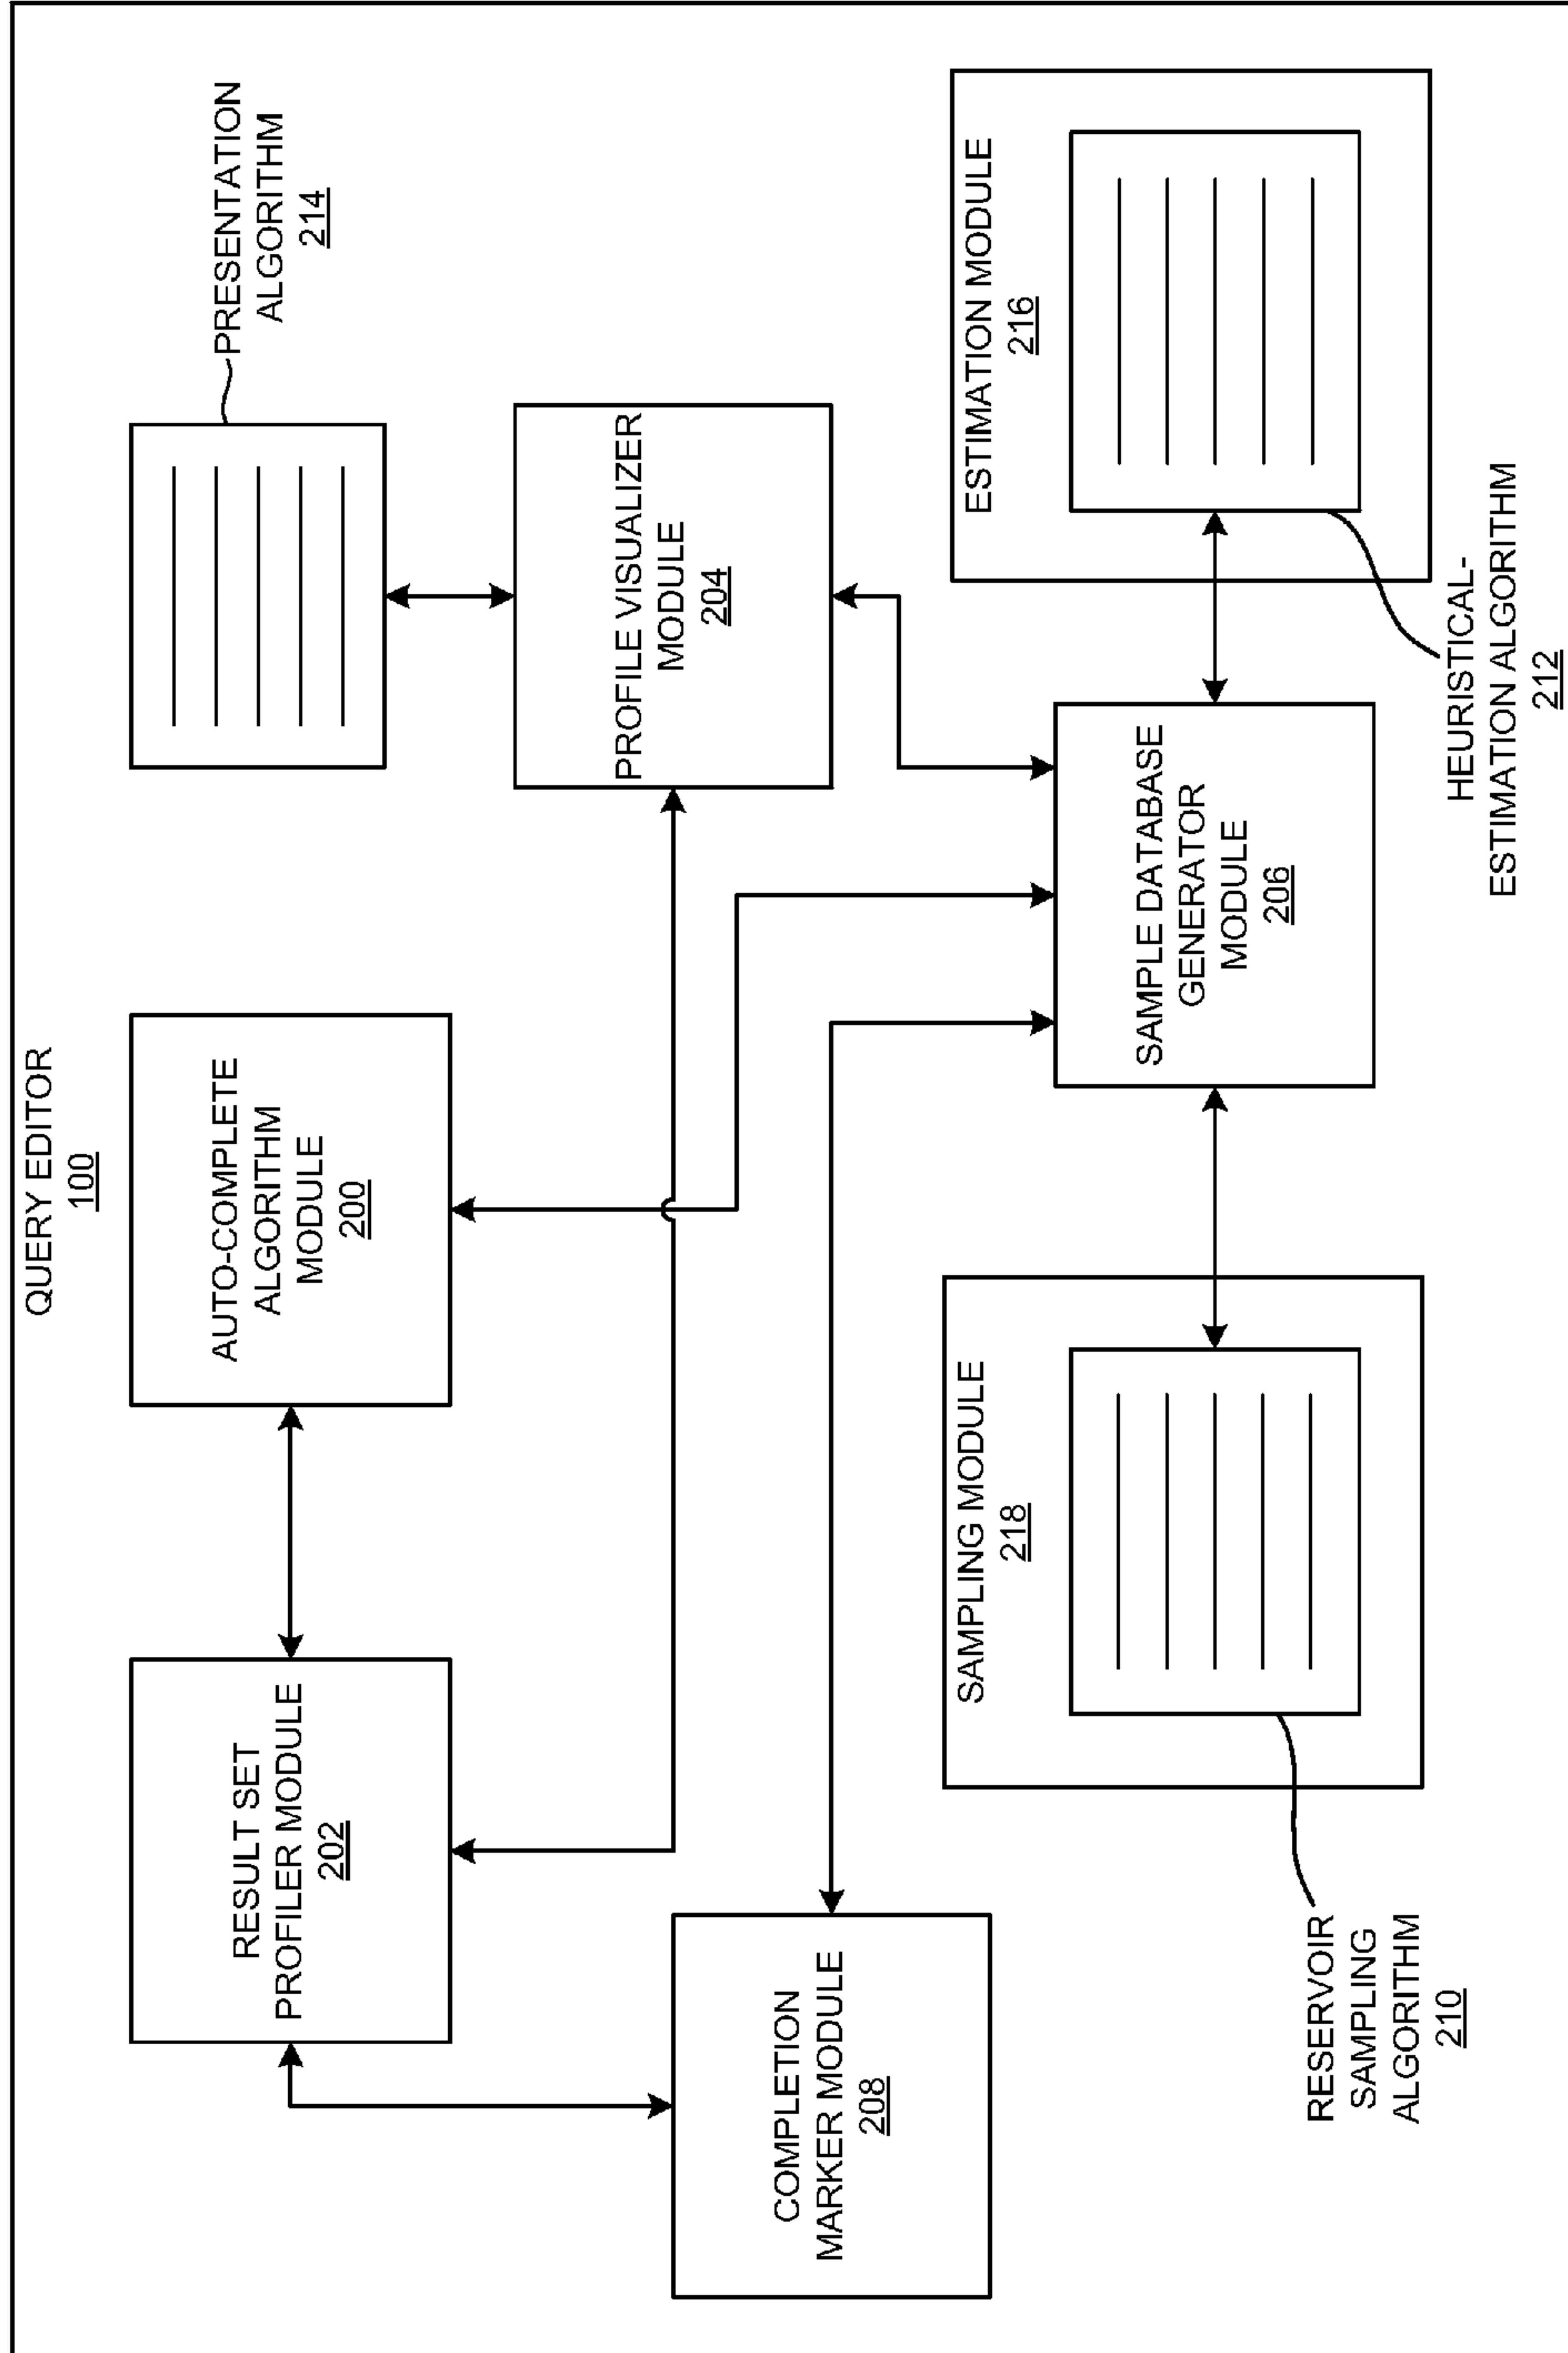 QUERY EDITOR
100
RESULT SET
PROFILER MODULE
202
AUTO-COMPLETE
ALGORITHM
MODULE
200
PRESENTATION
ALGORITHM
214
PROFILE VISUALIZER
MODULE
204
COMPLETION
MARKER MODULE
208
SAMPLING MODULE
218
SAMPLE DATABASE
GENERATOR
MODULE
206
ESTIMATION MODULE
216
RESERVOIR
SAMPLING
ALGORITHM
210
HEURISTICAL-
ESTIMATION ALGORITHM
212